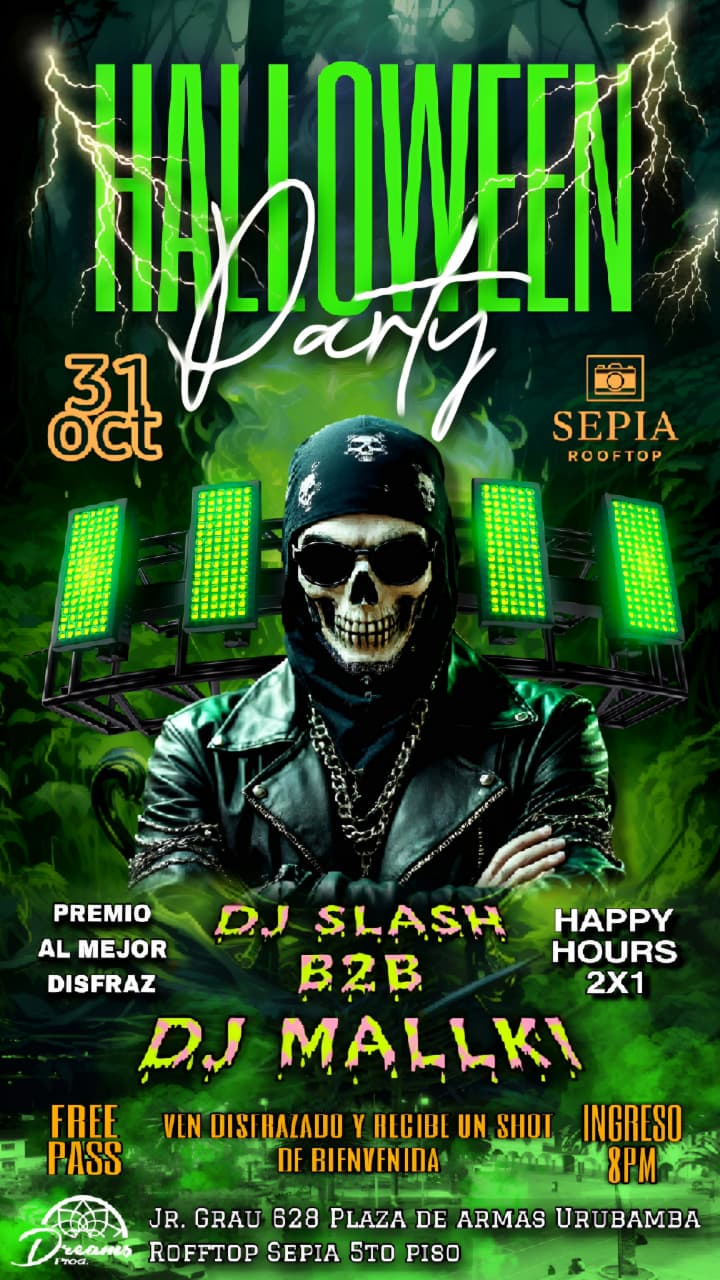 HALLOWEEN
Party
31
oct
SEPIA
ROOFTOP
PREMIO
AL MEJOR
DISFRAZ
DJ SLASH
B2B
DJ MALLKI
HAPPY
HOURS
2X1
FREE
PASS
VEN DISFRAZADO Y RECIBE UN SHOT
DE BIENVENIDA
INGRESO
8PM
Dreams
Prod.
JR. GRAU 628 PLAZA DE ARMAS URUBAMBA
ROFFTOP SEPIA 5TO PISO